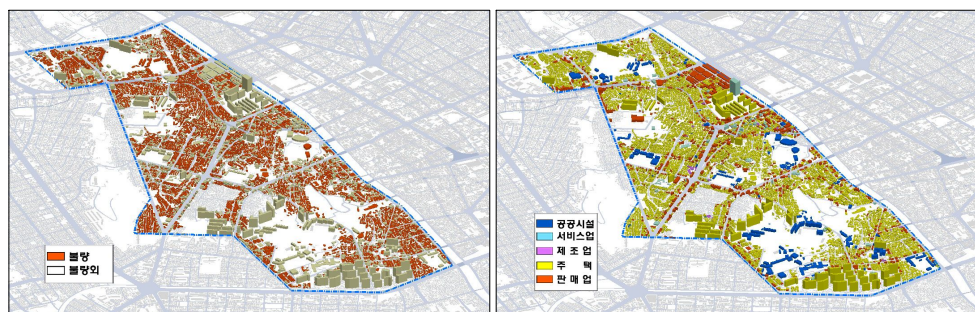 불량
불량외
공공시설
서비스업
제 조 업
주 택
판 매 업